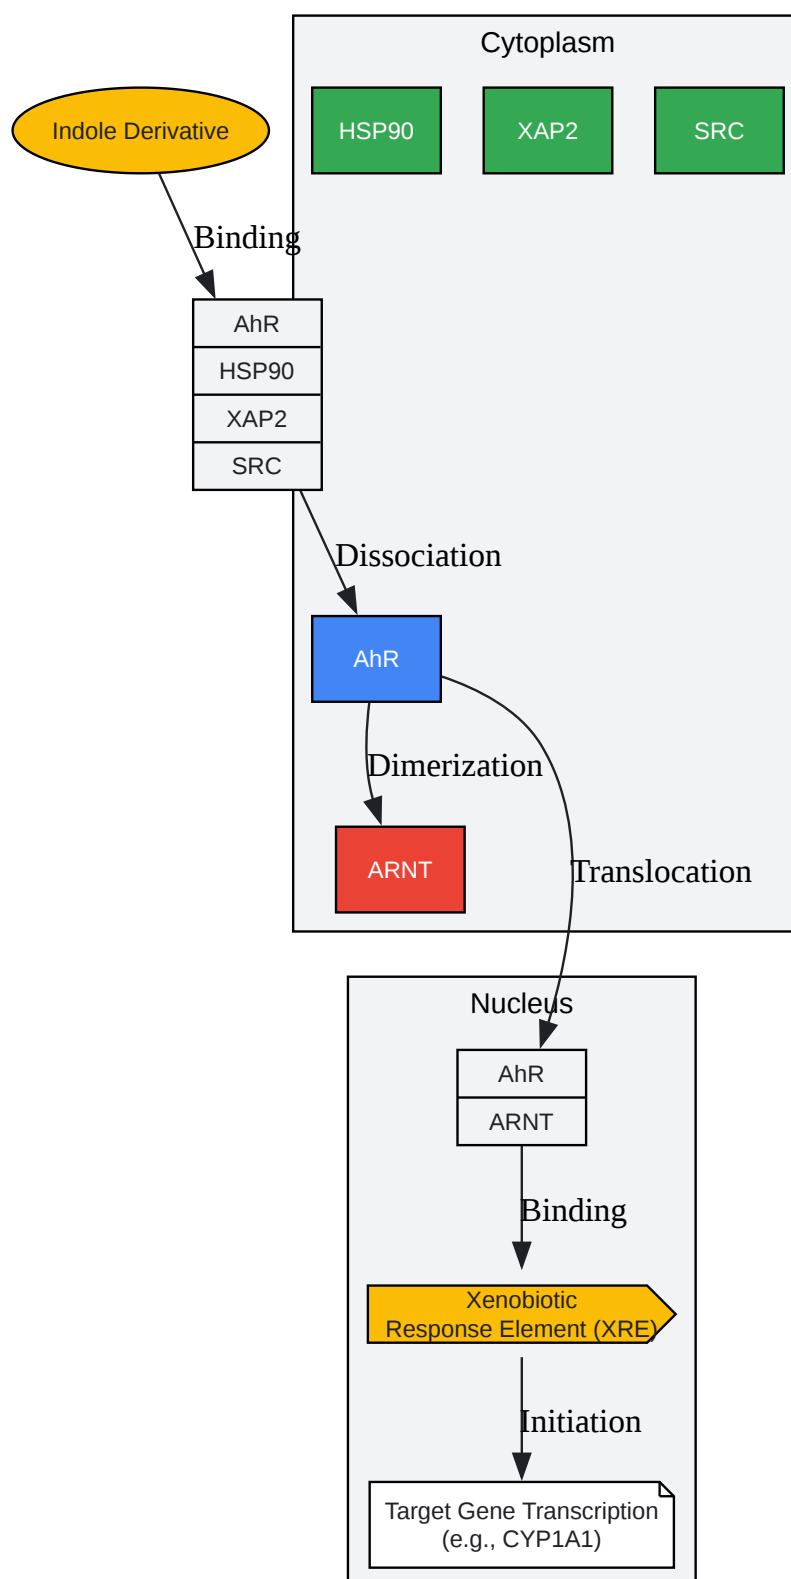 Cytoplasm
Indole Derivative
HSP90
XAP2
SRC
Binding
AhR
HSP90
XAP2
SRC
Dissociation
AhR
Dimerization
ARNT
Translocation
Nucleus
AhR
ARNT
Binding
Xenobiotic
Response Element (XRE)
Initiation
Target Gene Transcription
(e.g., CYP1A1)